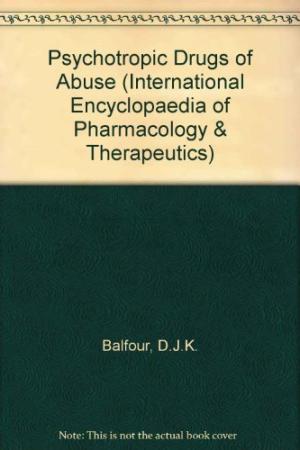 Psychotropic Drugs of
Abuse (International
Encyclopaedia of
Pharmacology &
Therapeutics)
Balfour, D.J.K.
Note: This is not the actual book cover